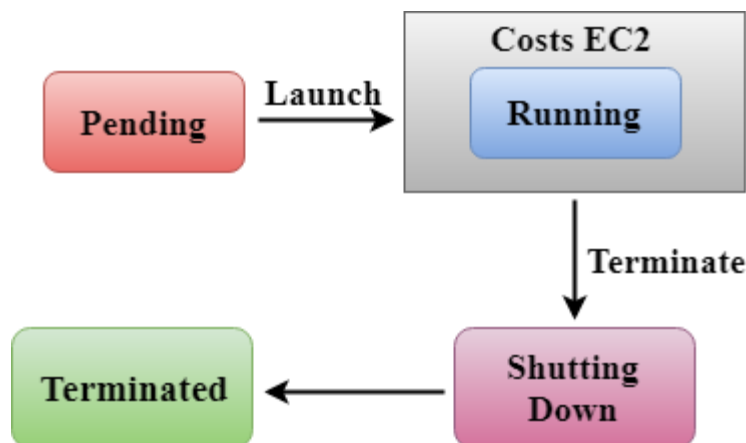 Costs EC2
Pending
Launch
Running
Terminate
Terminated
Shutting
Down